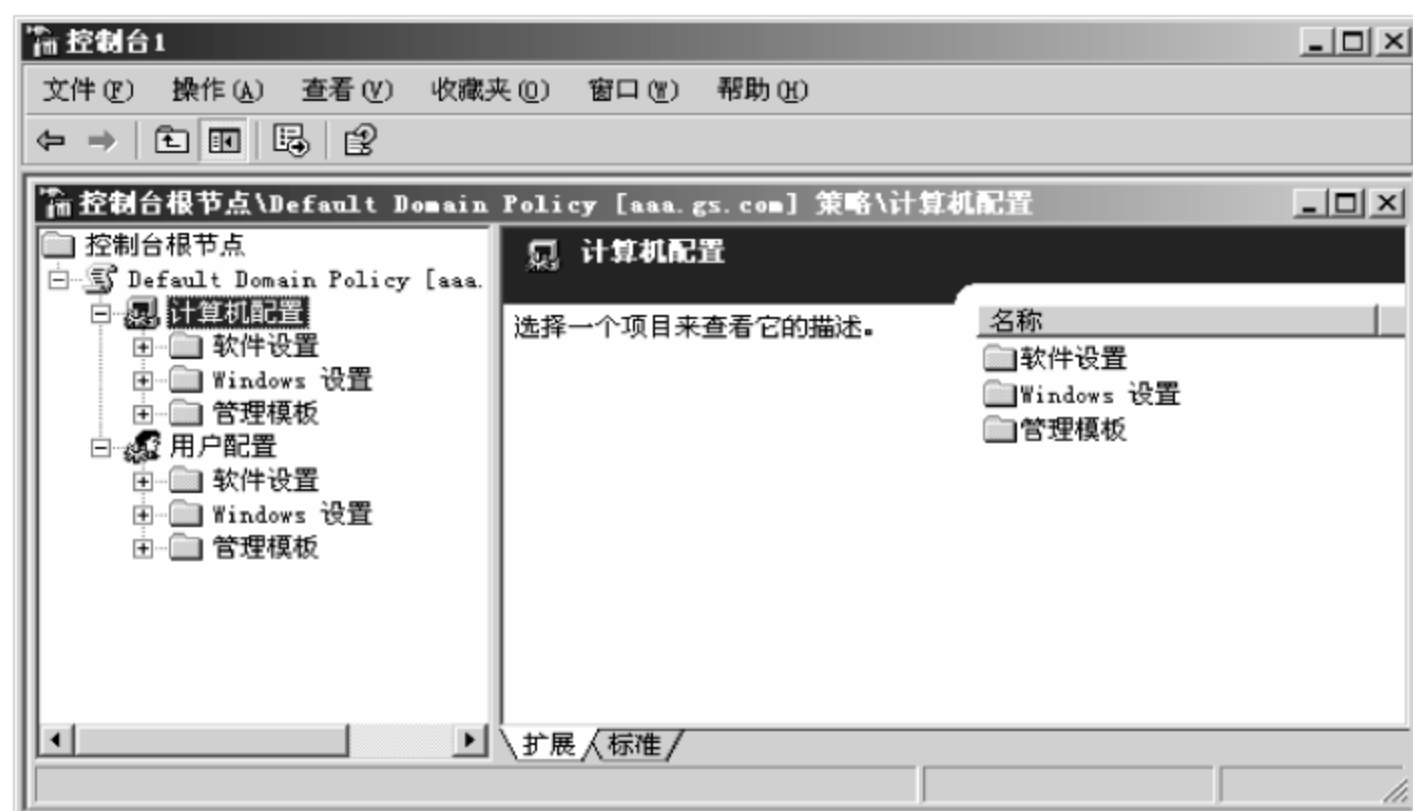 控制台1
文件(F) 操作(A) 查看(V) 收藏夹(O) 窗口(W) 帮助(H)
控制台根节点\Default Domain Policy [aaa.gs.com] 策略\计算机配置
控制台根节点
Default Domain Policy [aaa.
计算机配置
软件设置
Windows 设置
管理模板
用户配置
软件设置
Windows 设置
管理模板
计算机配置
选择一个项目来查看它的描述。
名称
软件设置
Windows 设置
管理模板
扩展 标准